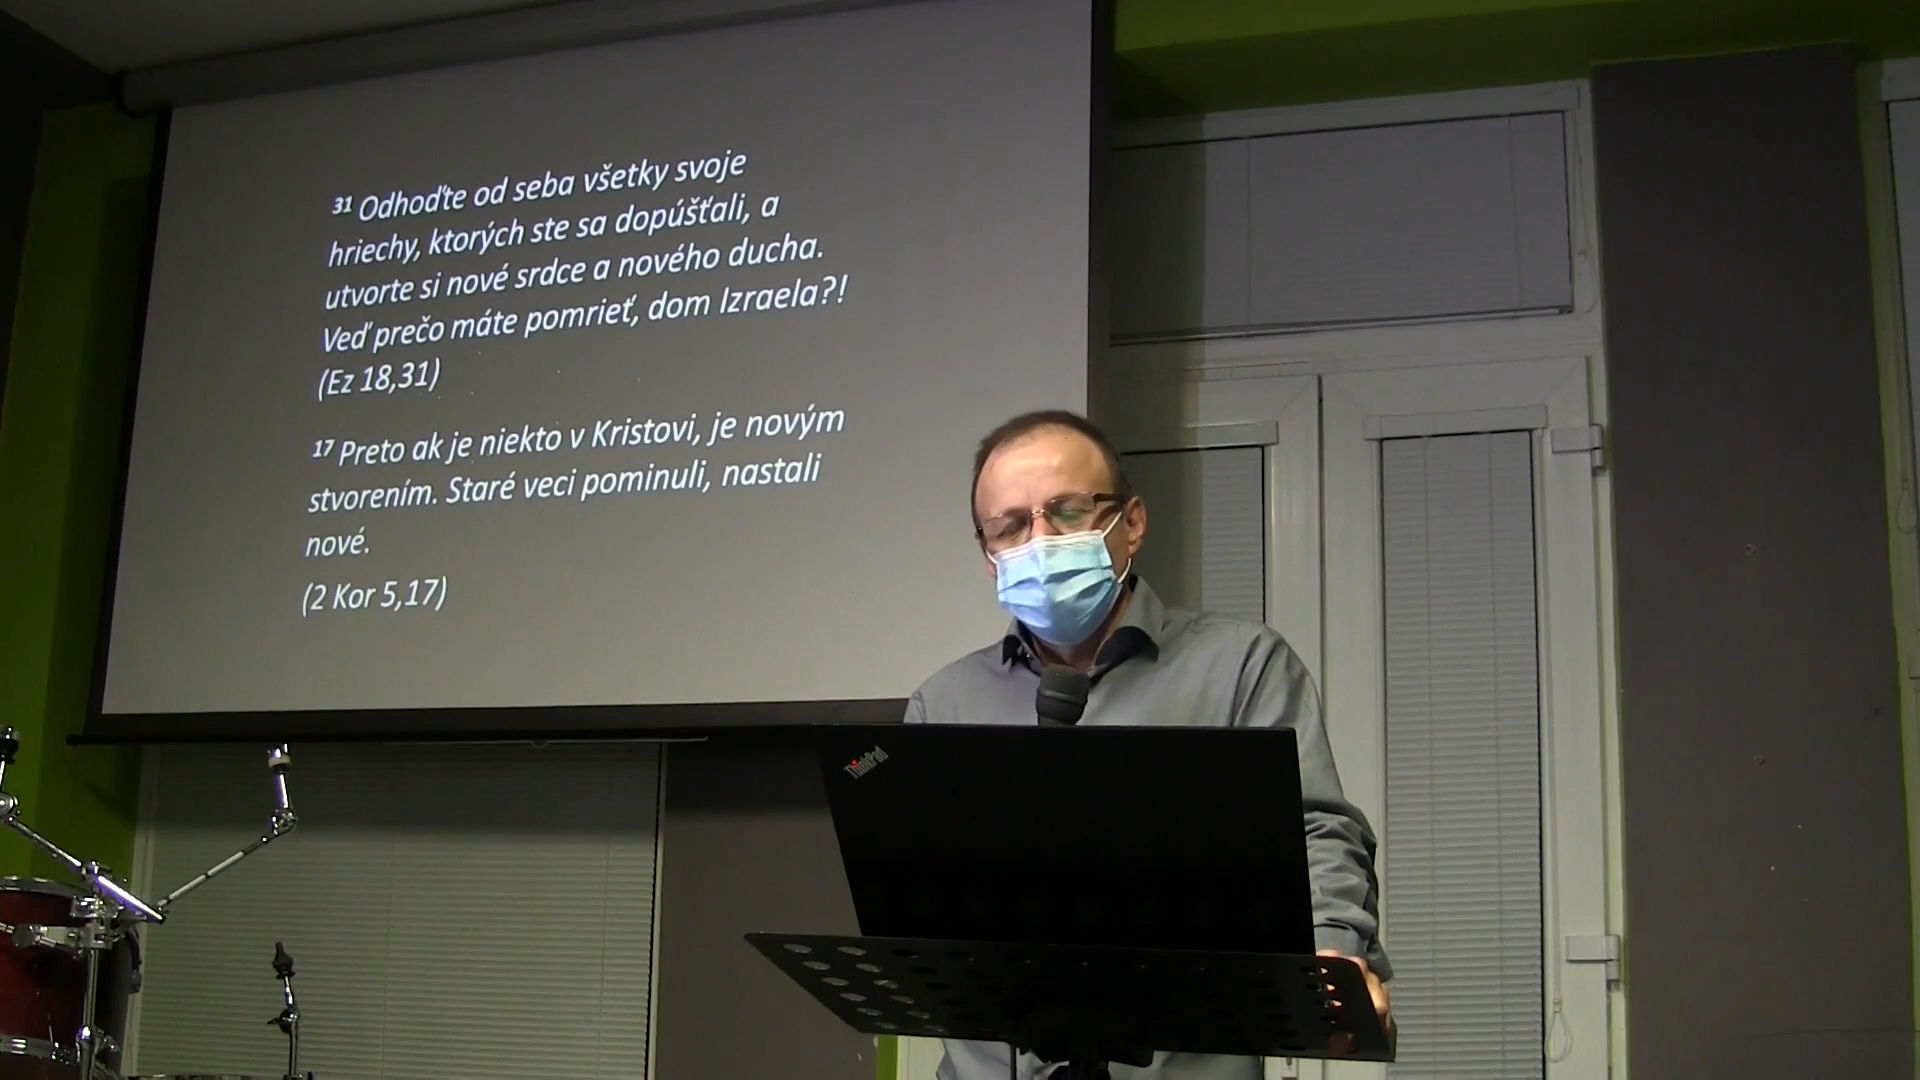 31 Odhoďte od seba všetky svoje
hriechy, ktorých ste sa dopúšťali, a
utvorte si nové srdce a nového ducha.
Veď prečo máte pomrieť, dom Izraela?!
(Ez 18,31)
17 Preto ak je niekto v Kristovi, je novým
stvorením. Staré veci pominuli, nastali
nové.
(2 Kor 5,17)
ThinkPad